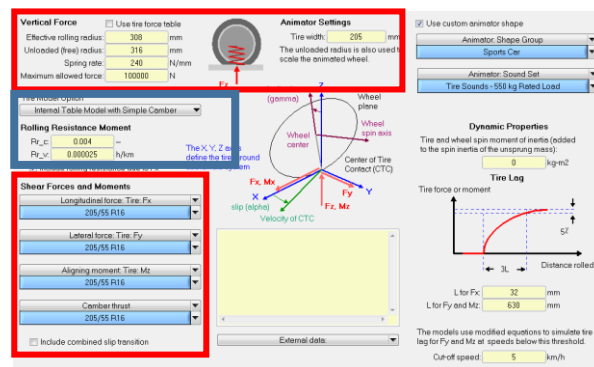 Vertical Force
Use tire force table
Effective rolling radius: 308 mm
Unloaded (free) radius: 316 mm
Spring rate: 240 N/mm
Maximum allowed force: 100000 N
Fz
Animator Settings
Tire width: 205 mm
The unloaded radius is also used t
scale the animated wheel.
Use custom animator shape
Animator: Shape Group
Sports Car
Animator: Sound Set
Tire Sounds - 550 kg Rated Load
Tire Model Option
Internal Table Model with Simple Camber
Rolling Resistance Moment
Rr_c: 0.004 --
Rr_v: 0.000025 h/km
The X, Y, Z
define the
Z
(gamma)
Wheel
plane
Wheel
center
Wheel
spin axis
Center of Tire
Contact (CTC)
Fx, Mx
X
Fy
Y
Fz, Mz
slip (alpha)
Velocity of CTC
Shear Forces and Moments
Longitudinal force: Tire: Fx
205/55 R16
Lateral force: Tire: Fy
205/55 R16
Aligning moment: Tire: Mz
205/55 R16
Camber thrust
205/55 R16
Include combined slip transition
External data:
Dynamic Properties
Tire and wheel spin moment of inertia (added
to the spin inertia of the unsprung mass):
0 kg-m2
Tire Lag
Tire force or moment
3L
Distance rolled
L for Fx: 32 mm
L for Fy and Mz: 630 mm
The models use modified equations to simulate tire
lag for Fy and Mz at speeds below this threshold.
Cut-off speed: 5 km/h